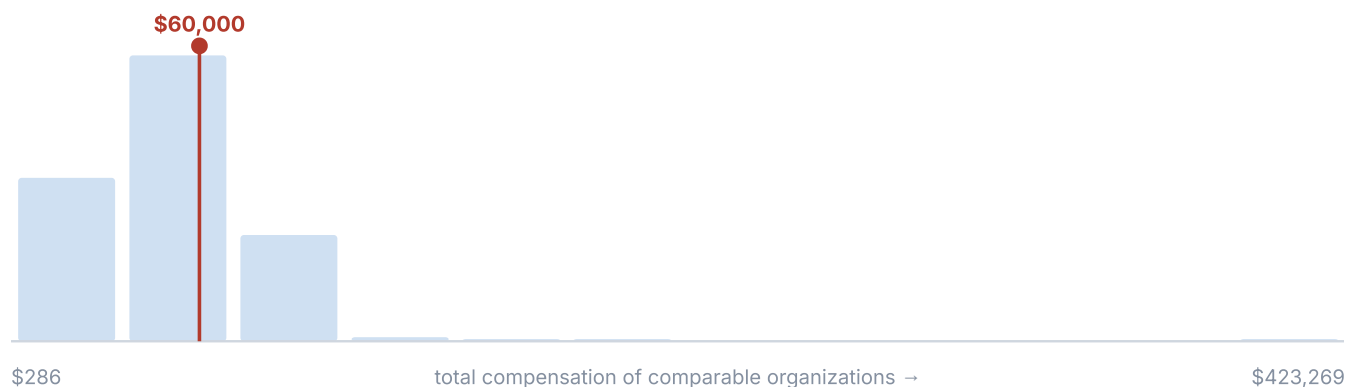 $60,000
$286 total compensation of comparable organizations → $423,269